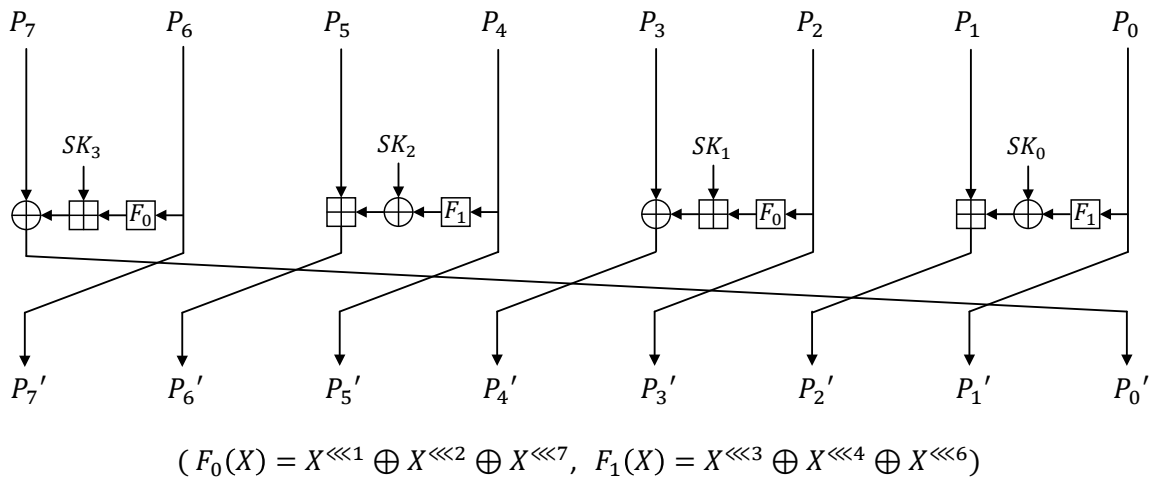 P₇ P₆ P₅ P₄ P₃ P₂ P₁ P₀
SK₃ SK₂ SK₁ SK₀
F₀ F₁ F₀ F₁
P₇′ P₆′ P₅′ P₄′ P₃′ P₂′ P₁′ P₀′
( F₀(X) = X^⋘1 ⊕ X^⋘2 ⊕ X^⋘7, F₁(X) = X^⋘3 ⊕ X^⋘4 ⊕ X^⋘6)